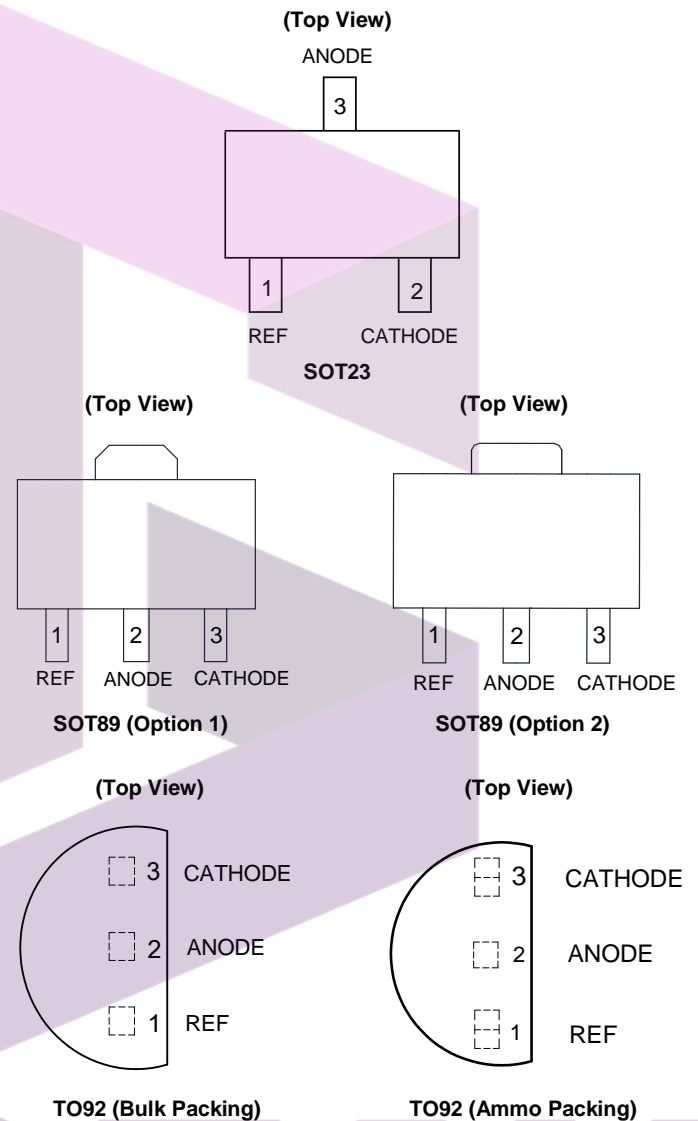 (Top View)
ANODE
3
1
2
REF
CATHODE
SOT23
(Top View)
(Top View)
1
2
3
REF
ANODE
CATHODE
SOT89 (Option 1)
1
2
3
REF
ANODE
CATHODE
SOT89 (Option 2)
(Top View)
3 CATHODE
2 ANODE
1 REF
TO92 (Bulk Packing)
(Top View)
3 CATHODE
2 ANODE
1 REF
TO92 (Ammo Packing)